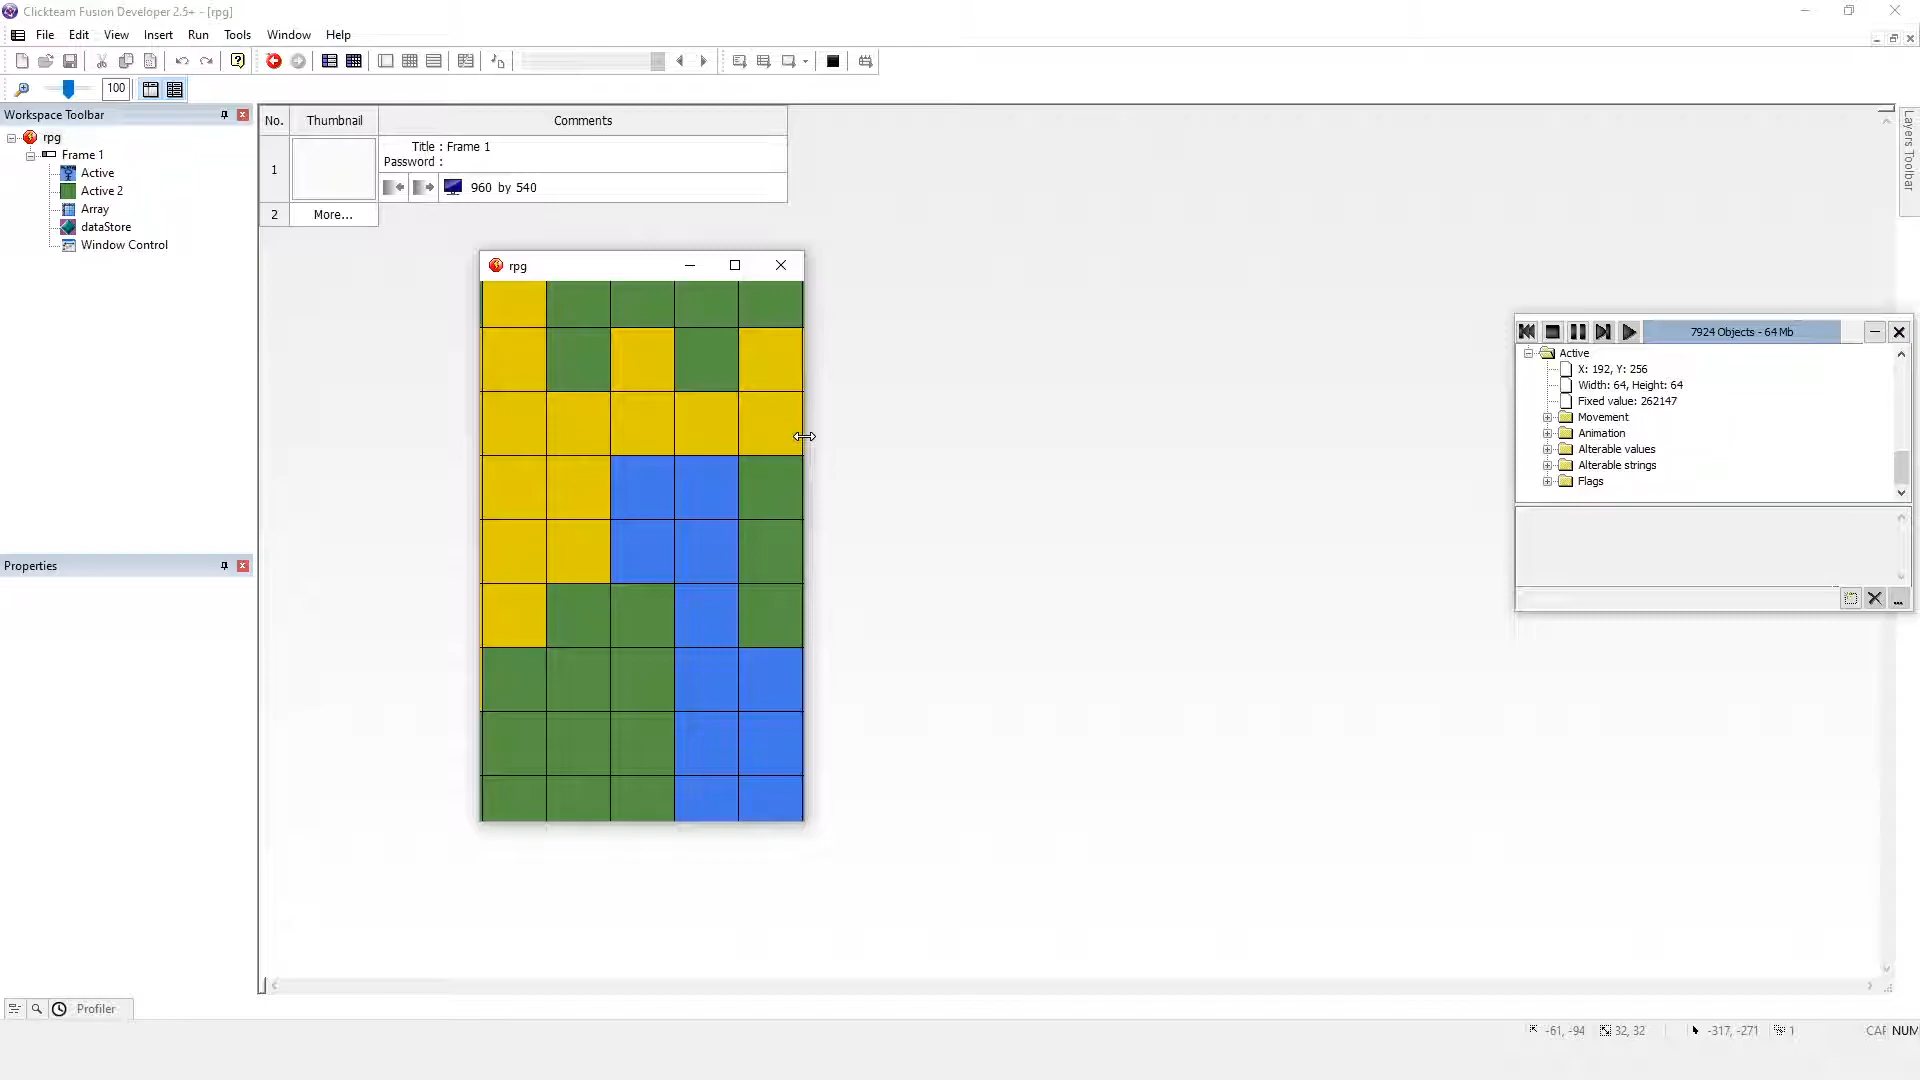 Clickteam Fusion Developer 2.5+ - [rpg]
File Edit View Insert Run Tools Window Help
100
Workspace Toolbar
rpg
Frame 1
Active
Active 2
Array
dataStore
Window Control
Properties
No. Thumbnail Comments
1
Title : Frame 1
Password :
960 by 540
2 More...
Layers Toolbar
rpg
7924 Objects - 64 Mb
Active
X: 192, Y: 256
Width: 64, Height: 64
Fixed value: 262147
Movement
Animation
Alterable values
Alterable strings
Flags
...
Profiler
-61, -94 32, 32 -317, -271 1 CAP NUM